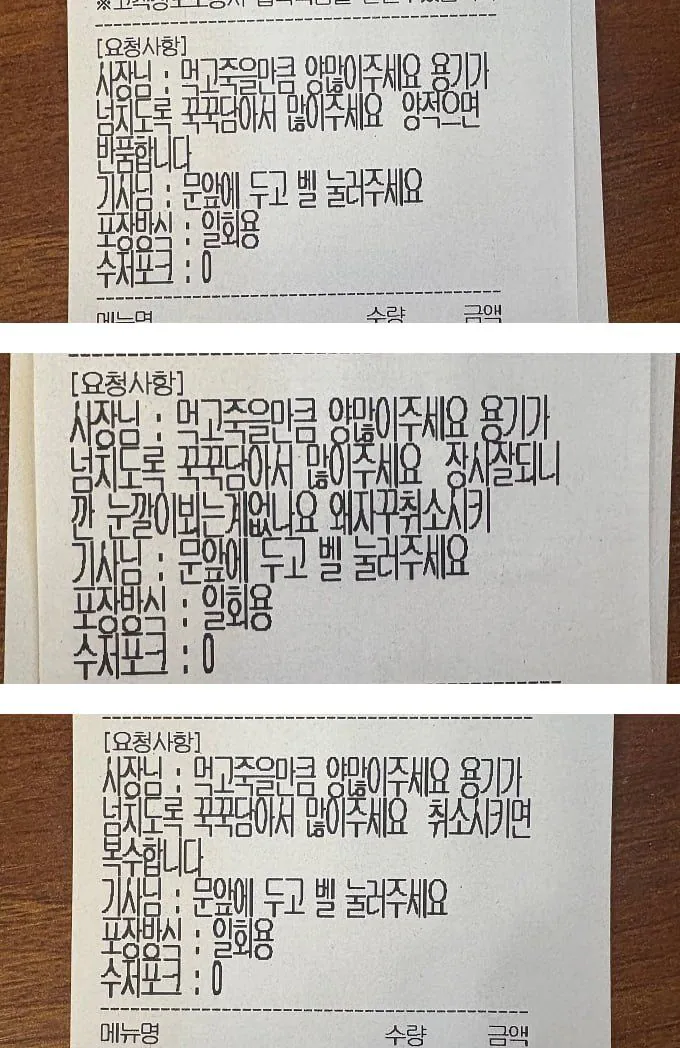 [요청사항]
사장님 : 먹고죽을만큼 양많이주세요 용기가
넘치도록 꾹꾹담아서 많이주세요 양적으면
반품합니다
기사님 : 문앞에 두고 벨 눌러주세요
포장방식 : 일회용
수저포크 : 0
메뉴명 수량 금액
[요청사항]
사장님 : 먹고죽을만큼 양많이주세요 용기가
넘치도록 꾹꾹담아서 많이주세요 장사잘되니
깐 눈깔이뵈는게없나요 왜자꾸취소시키
기사님 : 문앞에 두고 벨 눌러주세요
포장방식 : 일회용
수저포크 : 0
[요청사항]
사장님 : 먹고죽을만큼 양많이주세요 용기가
넘치도록 꾹꾹담아서 많이주세요 취소시키면
복수합니다
기사님 : 문앞에 두고 벨 눌러주세요
포장방식 : 일회용
수저포크 : 0
메뉴명 수량 금액